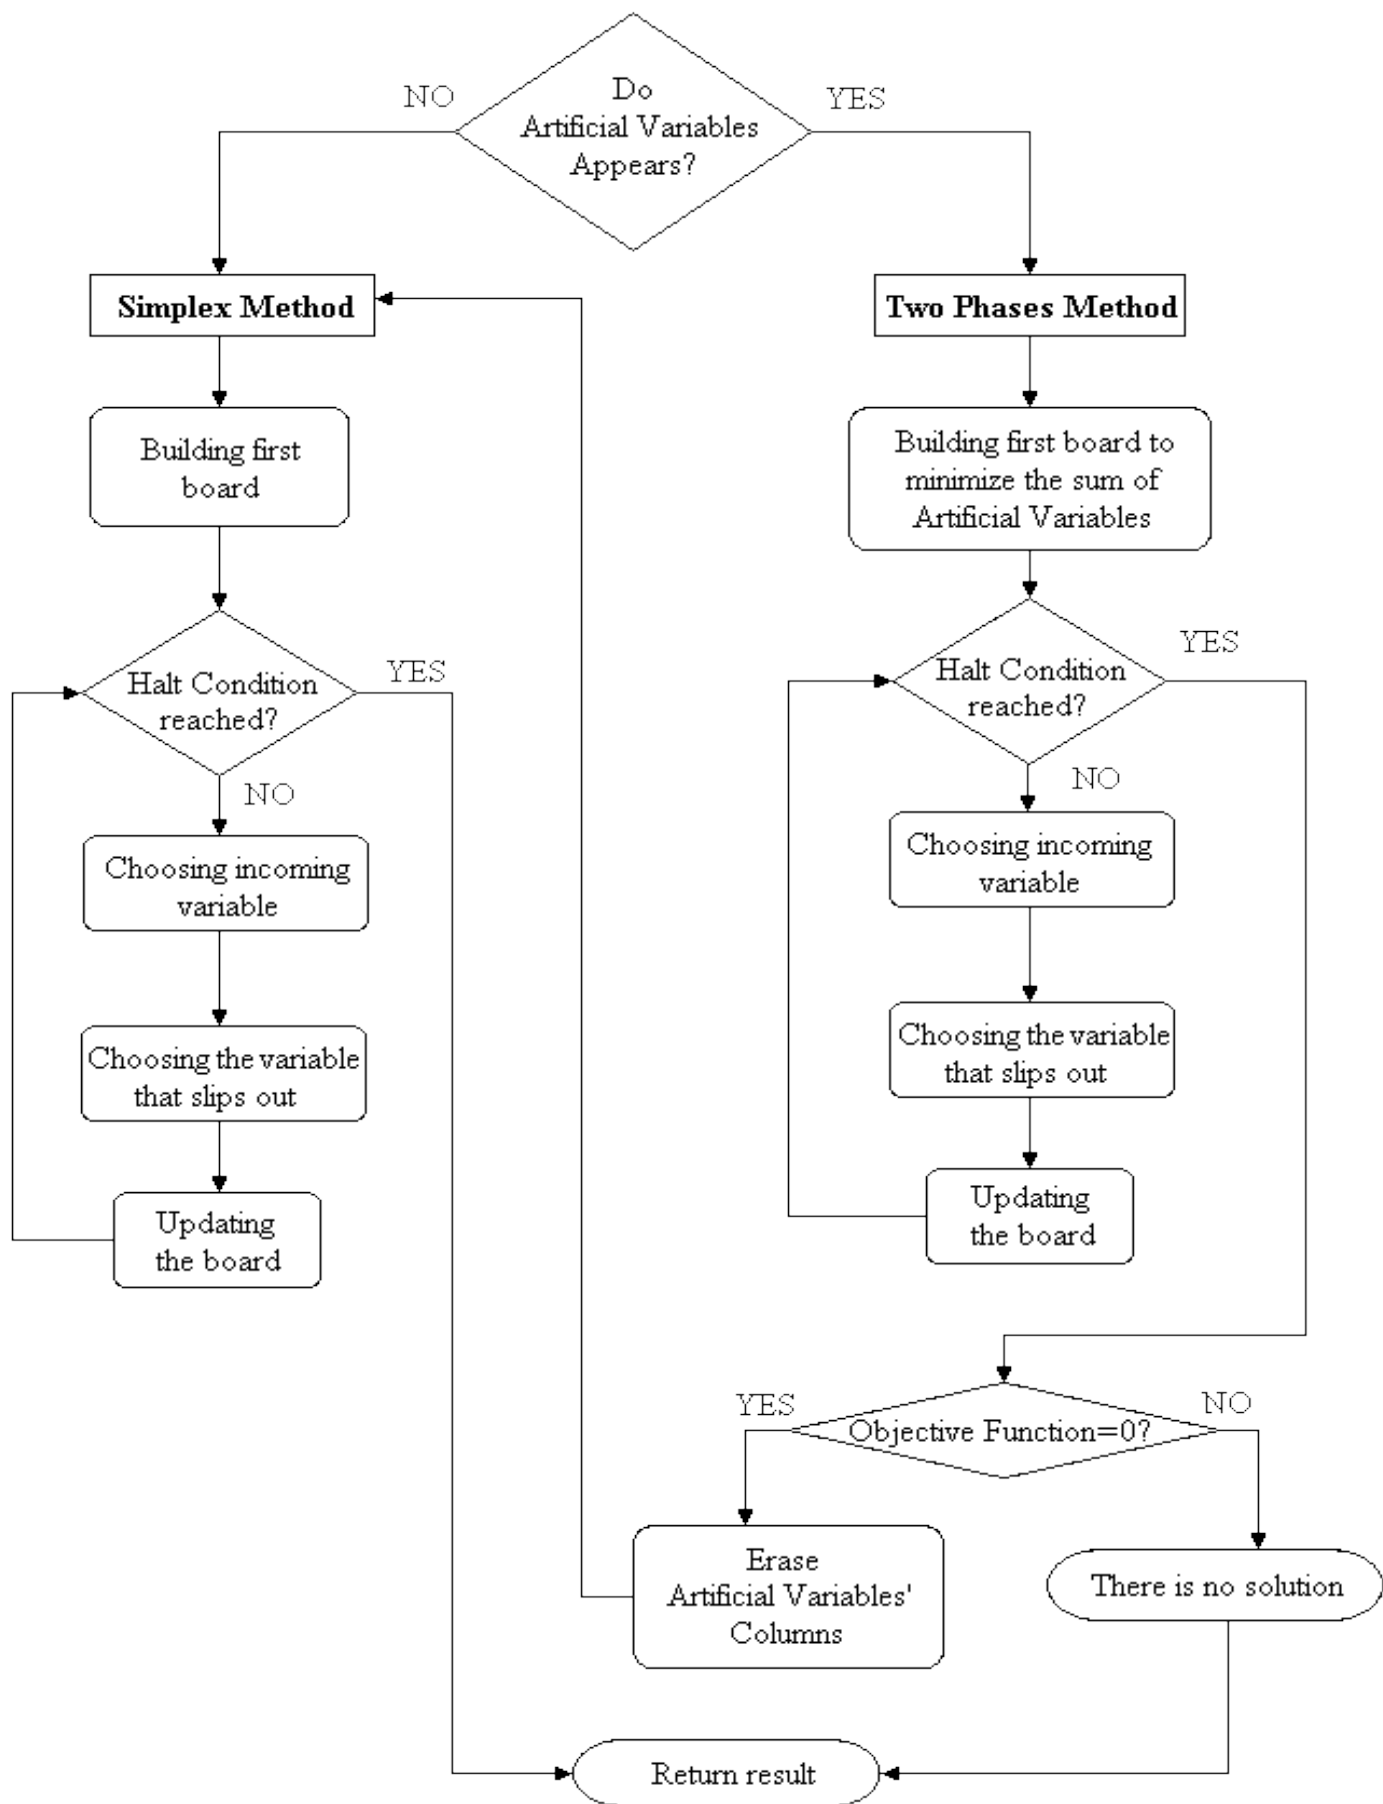 Do
Artificial Variables
Appears?
NO
YES
Simplex Method
Two Phases Method
Building first
board
Building first board to
minimize the sum of
Artificial Variables
Halt Condition
reached?
YES
NO
Halt Condition
reached?
YES
NO
Choosing incoming
variable
Choosing incoming
variable
Choosing the variable
that slips out
Choosing the variable
that slips out
Updating
the board
Updating
the board
Objective Function=0?
YES
NO
Erase
Artificial Variables'
Columns
There is no solution
Return result